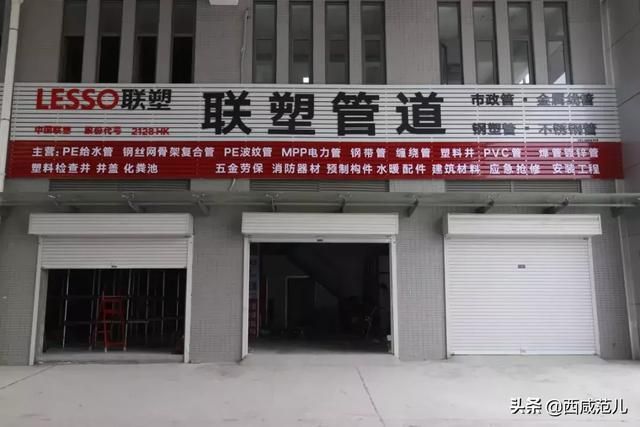 LESSO联塑
中国联塑 股份代号 2128·HK
联塑管道
市政管·金属线管
钢塑管·不锈钢管
主营:PE给水管 钢丝网骨架复合管 PE波纹管 MPP电力管 钢带管 缠绕管 塑料井 PVC管 焊管镀锌管
塑料检查井 井盖 化粪池 五金劳保 消防器材 预制构件 水暖配件 建筑材料 应急抢修 安装工程
头条 @西咸范儿